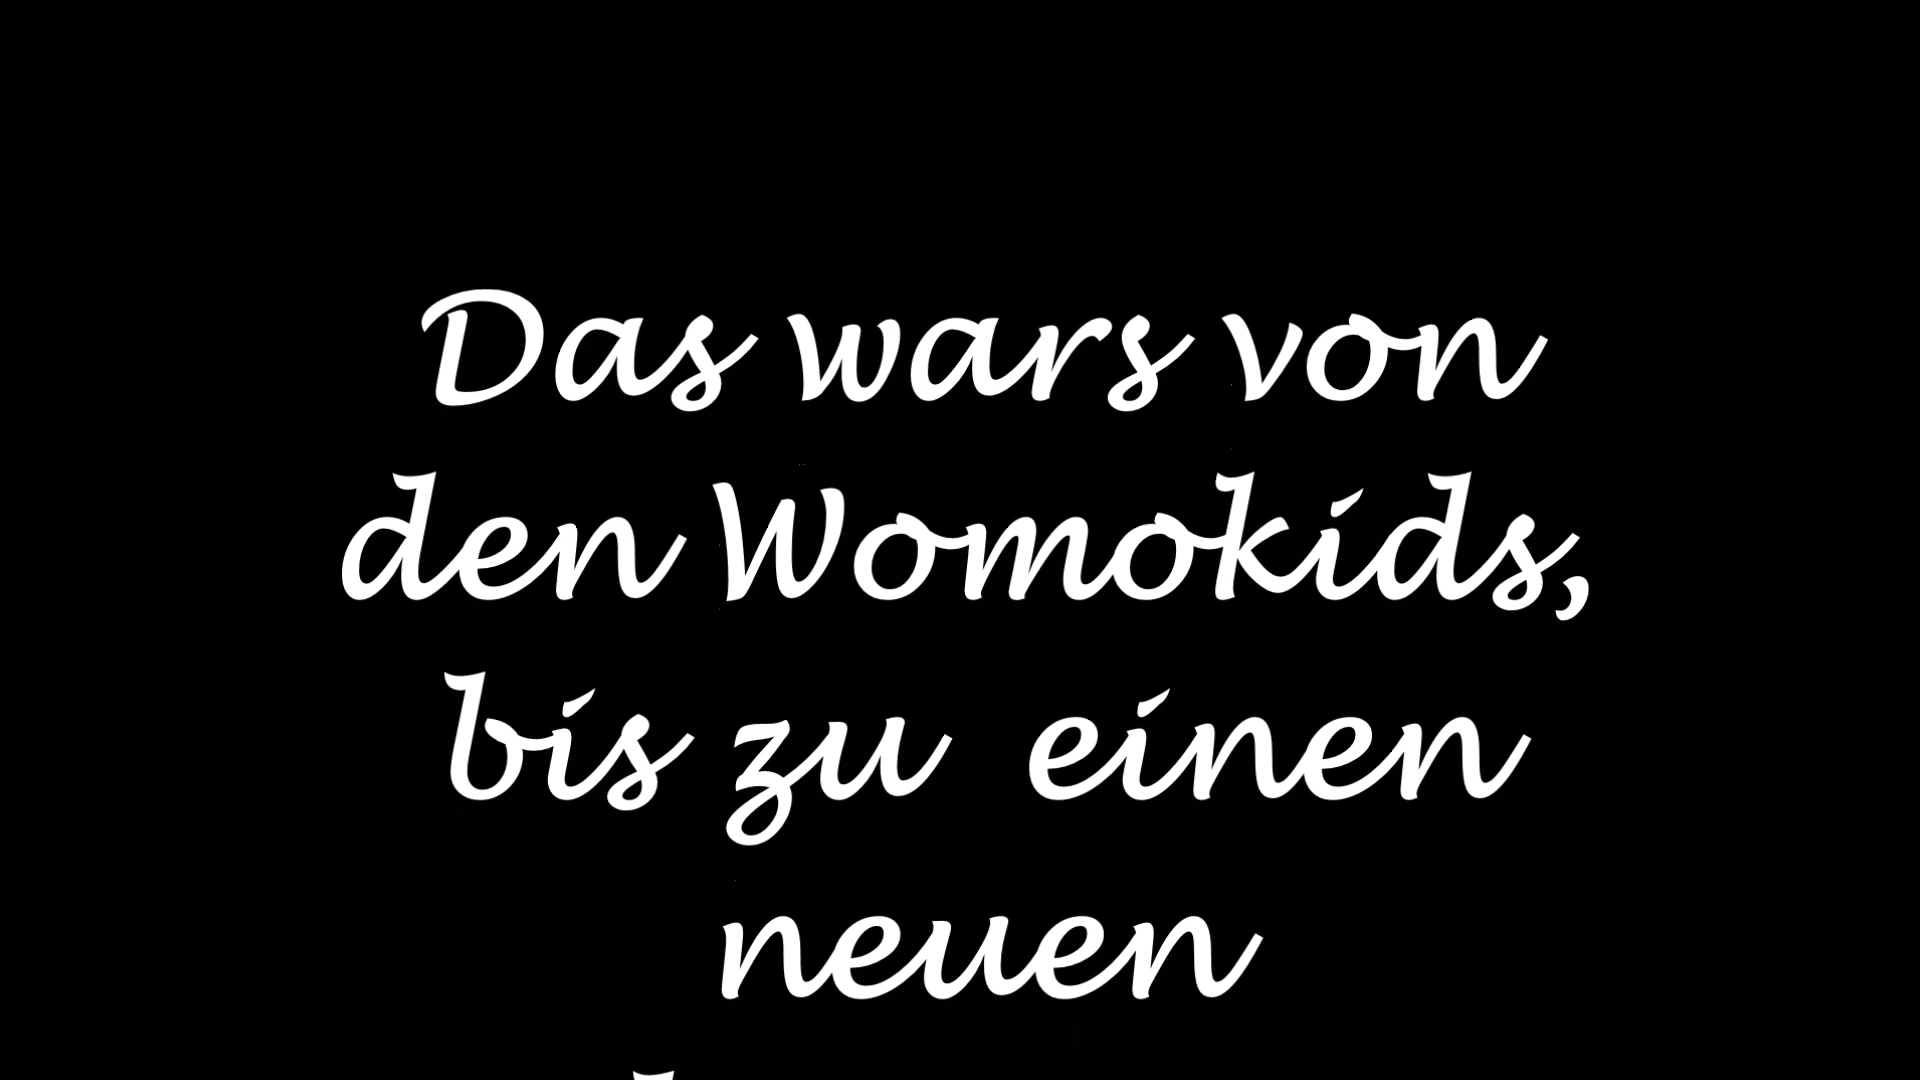 Das wars von
den Womokids,
bis zu einen
neuen